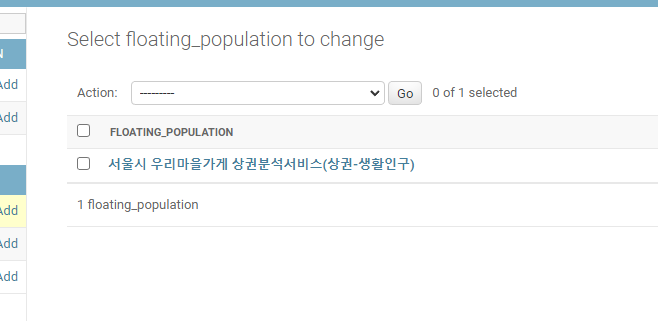 Select floating_population to change
N
Add
Add
Add
Add
Add
Action: --------- Go 0 of 1 selected
FLOATING_POPULATION
서울시 우리마을가게 상권분석서비스(상권-생활인구)
1 floating_population